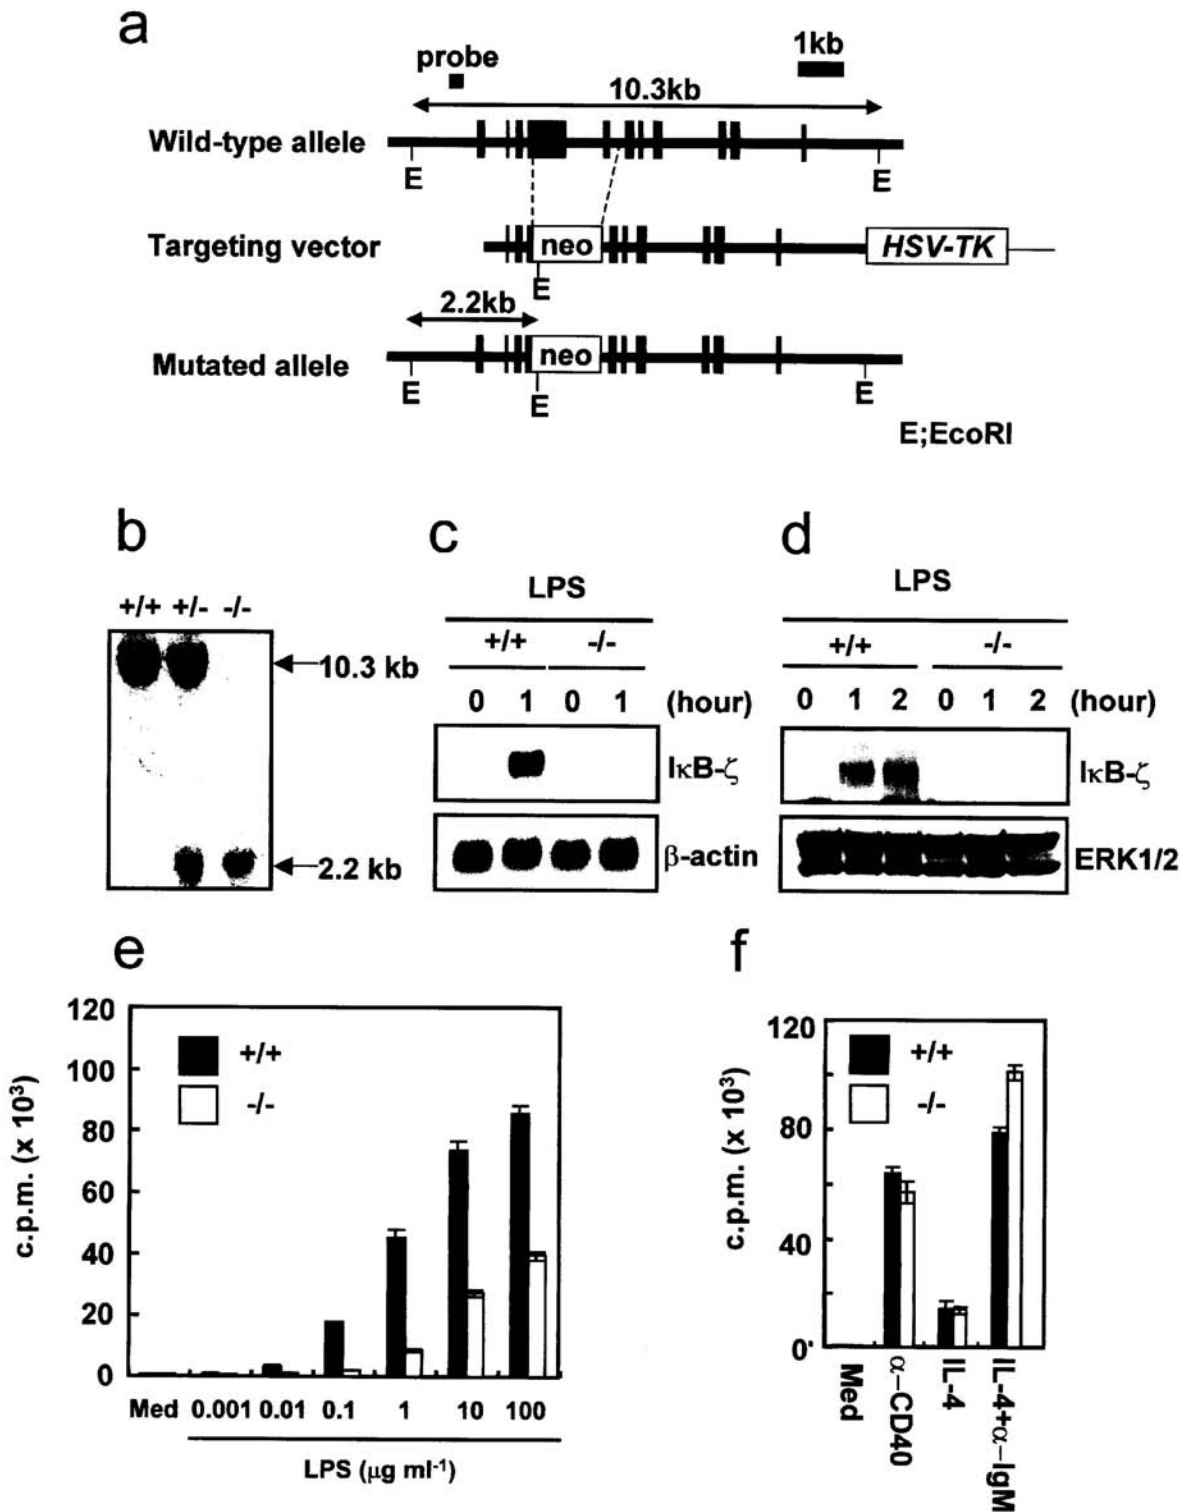 a
probe
1kb
10.3kb
Wild-type allele
E
E
Targeting vector
neo
HSV-TK
E
2.2kb
Mutated allele
neo
E
E
E
E;EcoRI
b
+/+ +/- -/-
10.3 kb
2.2 kb
c
LPS
+/+ -/-
0 1 0 1 (hour)
IκB-ζ
β-actin
d
LPS
+/+ -/-
0 1 2 0 1 2 (hour)
IκB-ζ
ERK1/2
e
120
100
80
60
40
20
0
c.p.m. (x 10³)
+/+
-/-
Med 0.001 0.01 0.1 1 10 100
LPS (μg ml⁻¹)
f
120
80
40
0
c.p.m. (x 10³)
+/+
-/-
Med
α–CD40
IL-4
IL-4+α–IgM